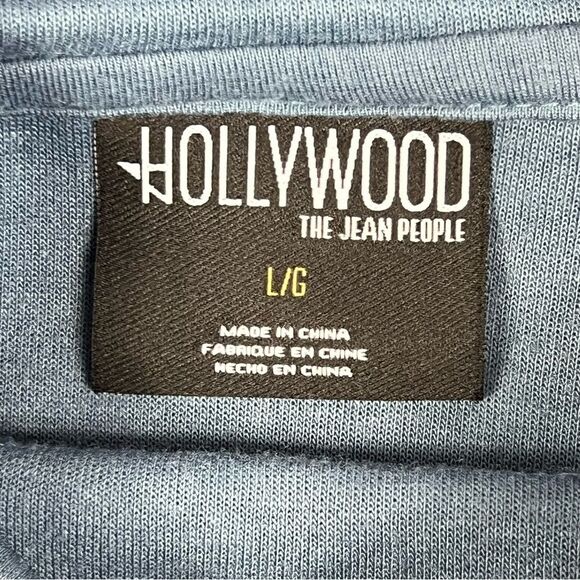 HOLLYWOOD
THE JEAN PEOPLE
L/G
MADE IN CHINA
FABRIQUE EN CHINE
HECHO EN CHINA